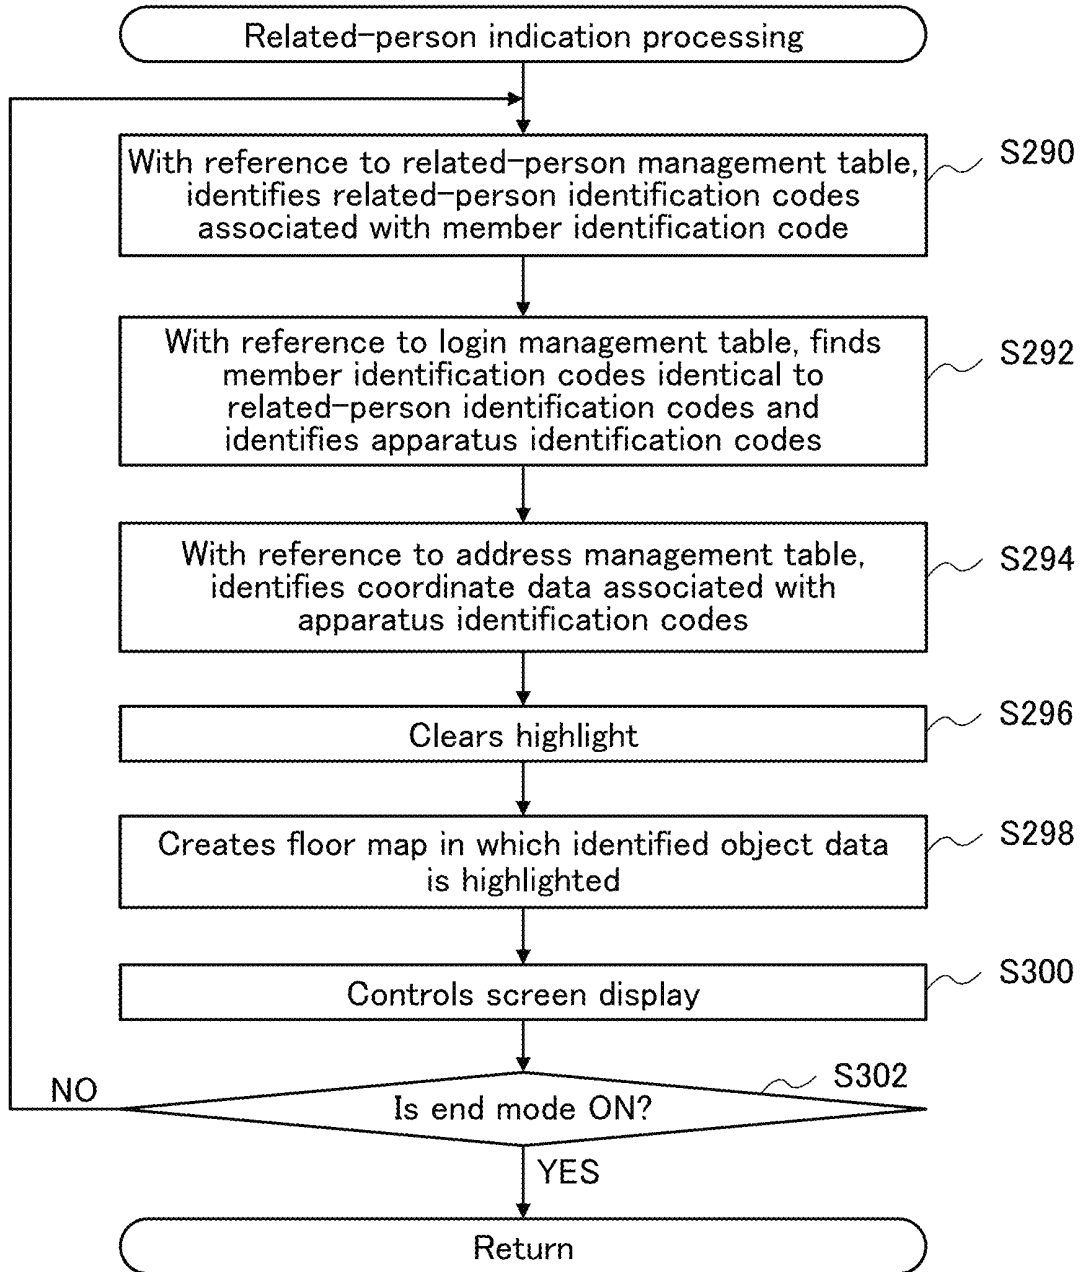 Related-person indication processing
With reference to related-person management table,
identifies related-person identification codes
associated with member identification code
S290
With reference to login management table, finds
member identification codes identical to
related-person identification codes and
identifies apparatus identification codes
S292
With reference to address management table,
identifies coordinate data associated with
apparatus identification codes
S294
Clears highlight
S296
Creates floor map in which identified object data
is highlighted
S298
Controls screen display
S300
Is end mode ON?
S302
NO
YES
Return